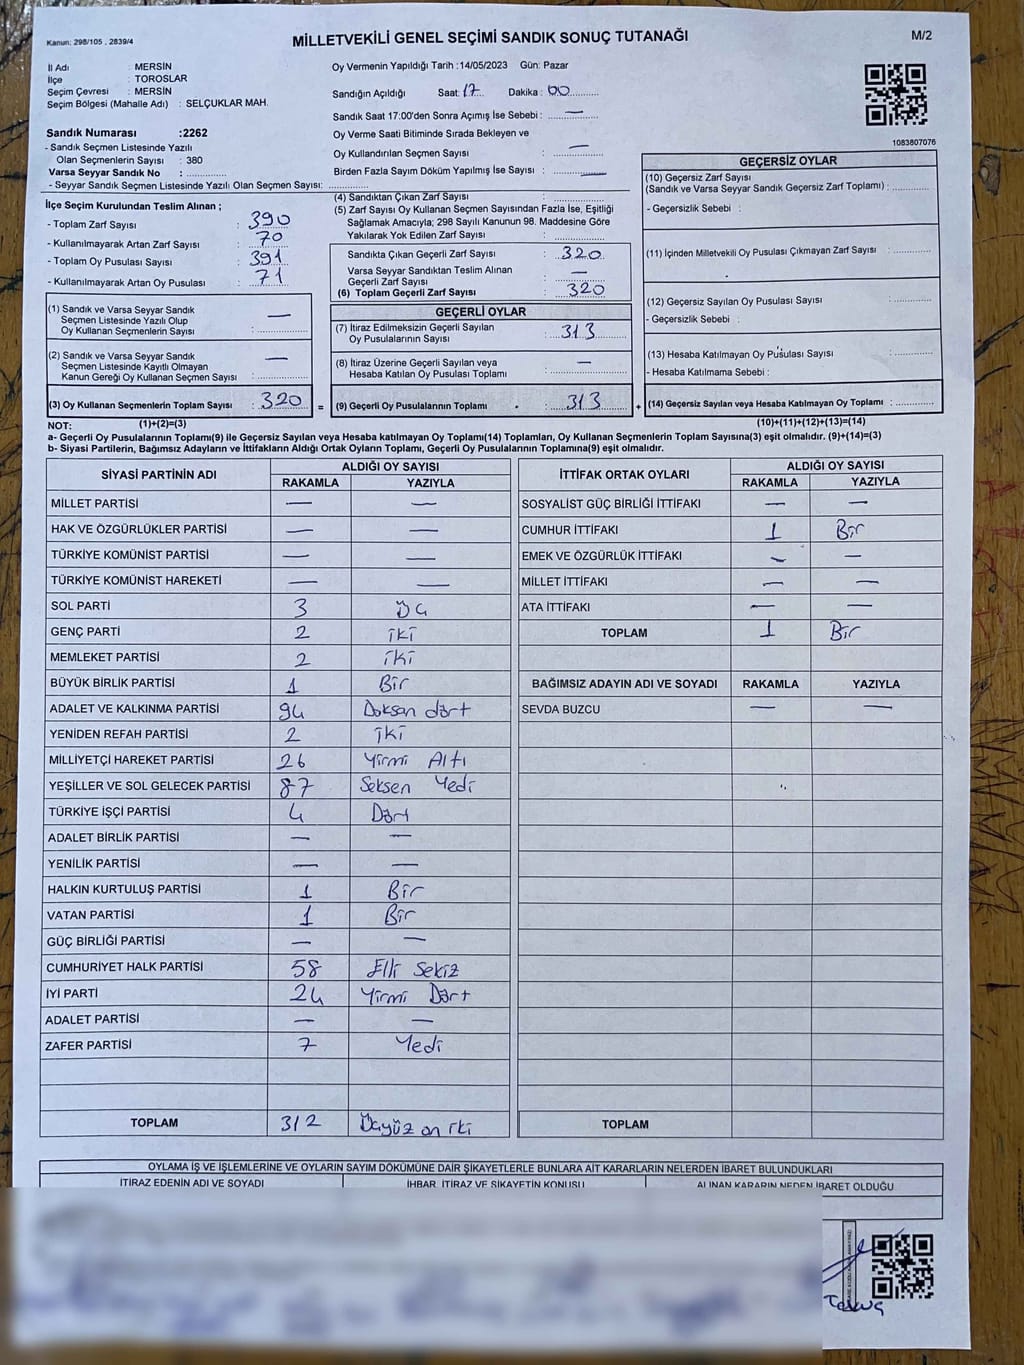 Kanun: 298/105 , 2839/4
MİLLETVEKİLİ GENEL SEÇİMİ SANDIK SONUÇ TUTANAĞI
M/2
İl Adı : MERSİN
İlçe : TOROSLAR
Seçim Çevresi : MERSİN
Seçim Bölgesi (Mahalle Adı) : SELÇUKLAR MAH.
Sandık Numarası :2262
- Sandık Seçmen Listesinde Yazılı
Olan Seçmenlerin Sayısı : 380
Varsa Seyyar Sandık No : ..............
- Seyyar Sandık Seçmen Listesinde Yazılı Olan Seçmen Sayısı: ..............
Oy Vermenin Yapıldığı Tarih :14/05/2023 Gün: Pazar
Sandığın Açıldığı Saat: 17 Dakika : 00
Sandık Saat 17:00'den Sonra Açımış İse Sebebi : —
Oy Verme Saati Bitiminde Sırada Bekleyen ve
Oy Kullandırılan Seçmen Sayısı : —
Birden Fazla Sayım Döküm Yapılmış İse Sayısı : —
1083807076
İlçe Seçim Kurulundan Teslim Alınan ;
- Toplam Zarf Sayısı : 390
- Kullanılmayarak Artan Zarf Sayısı : 70
- Toplam Oy Pusulası Sayısı : 391
- Kullanılmayarak Artan Oy Pusulası : 71
(1) Sandık ve Varsa Seyyar Sandık
Seçmen Listesinde Yazılı Olup
Oy Kullanan Seçmenlerin Sayısı : —
(2) Sandık ve Varsa Seyyar Sandık
Seçmen Listesinde Kayıtlı Olmayan
Kanun Gereği Oy Kullanan Seçmen Sayısı : —
(3) Oy Kullanan Seçmenlerin Toplam Sayısı : 320
(1)+(2)=(3)
(4) Sandıktan Çıkan Zarf Sayısı : ..............
(5) Zarf Sayısı Oy Kullanan Seçmen Sayısından Fazla İse, Eşitliği
Sağlamak Amacıyla; 298 Sayılı Kanunun 98. Maddesine Göre
Yakılarak Yok Edilen Zarf Sayısı : ..............
Sandıkta Çıkan Geçerli Zarf Sayısı : 320
Varsa Seyyar Sandıktan Teslim Alınan
Geçerli Zarf Sayısı : —
(6) Toplam Geçerli Zarf Sayısı : 320
GEÇERLİ OYLAR
(7) İtiraz Edilmeksizin Geçerli Sayılan
Oy Pusulalarının Sayısı : 313
(8) İtiraz Üzerine Geçerli Sayılan veya
Hesaba Katılan Oy Pusulası Toplamı : —
= (9) Geçerli Oy Pusulalarının Toplamı : 313
GEÇERSİZ OYLAR
(10) Geçersiz Zarf Sayısı
(Sandık ve Varsa Seyyar Sandık Geçersiz Zarf Toplamı) : ..............
- Geçersizlik Sebebi :
(11) İçinden Milletvekili Oy Pusulası Çıkmayan Zarf Sayısı : ..............
(12) Geçersiz Sayılan Oy Pusulası Sayısı : ..............
- Geçersizlik Sebebi :
(13) Hesaba Katılmayan Oy Pusulası Sayısı : ..............
- Hesaba Katılmama Sebebi :
+ (14) Geçersiz Sayılan veya Hesaba Katılmayan Oy Toplamı : ..............
(10)+(11)+(12)+(13)=(14)
NOT:
a- Geçerli Oy Pusulalarının Toplamı(9) ile Geçersiz Sayılan veya Hesaba katılmayan Oy Toplamı(14) Toplamları, Oy Kullanan Seçmenlerin Toplam Sayısına(3) eşit olmalıdır. (9)+(14)=(3)
b- Siyasi Partilerin, Bağımsız Adayların ve İttifakların Aldığı Ortak Oyların Toplamı, Geçerli Oy Pusulalarının Toplamına(9) eşit olmalıdır.
SİYASİ PARTİNİN ADI ALDIĞI OY SAYISI
RAKAMLA YAZIYLA
MİLLET PARTİSİ — —
HAK VE ÖZGÜRLÜKLER PARTİSİ — —
TÜRKİYE KOMÜNİST PARTİSİ — —
TÜRKİYE KOMÜNİST HAREKETİ — —
SOL PARTİ 3 Üç
GENÇ PARTİ 2 iki
MEMLEKET PARTİSİ 2 iki
BÜYÜK BİRLİK PARTİSİ 1 Bir
ADALET VE KALKINMA PARTİSİ 94 Doksan dört
YENİDEN REFAH PARTİSİ 2 iki
MİLLİYETÇİ HAREKET PARTİSİ 26 Yirmi Altı
YEŞİLLER VE SOL GELECEK PARTİSİ 87 Seksen Yedi
TÜRKİYE İŞÇİ PARTİSİ 4 Dört
ADALET BİRLİK PARTİSİ — —
YENİLİK PARTİSİ — —
HALKIN KURTULUŞ PARTİSİ 1 Bir
VATAN PARTİSİ 1 Bir
GÜÇ BİRLİĞİ PARTİSİ — —
CUMHURİYET HALK PARTİSİ 58 Elli Sekiz
İYİ PARTİ 24 Yirmi Dört
ADALET PARTİSİ — —
ZAFER PARTİSİ 7 Yedi
TOPLAM 312 Üçyüz on iki
İTTİFAK ORTAK OYLARI ALDIĞI OY SAYISI
RAKAMLA YAZIYLA
SOSYALİST GÜÇ BİRLİĞİ İTTİFAKI — —
CUMHUR İTTİFAKI 1 Bir
EMEK VE ÖZGÜRLÜK İTTİFAKI — —
MİLLET İTTİFAKI — —
ATA İTTİFAKI — —
TOPLAM 1 Bir
BAĞIMSIZ ADAYIN ADI VE SOYADI RAKAMLA YAZIYLA
SEVDA BUZCU — —
TOPLAM
OYLAMA İŞ VE İŞLEMLERİNE VE OYLARIN SAYIM DÖKÜMÜNE DAİR ŞİKAYETLERLE BUNLARA AİT KARARLARIN NELERDEN İBARET BULUNDUKLARI
İTİRAZ EDENİN ADI VE SOYADI İHBAR, İTİRAZ VE ŞİKAYETİN KONUSU ALINAN KARARIN NEDEN İBARET OLDUĞU